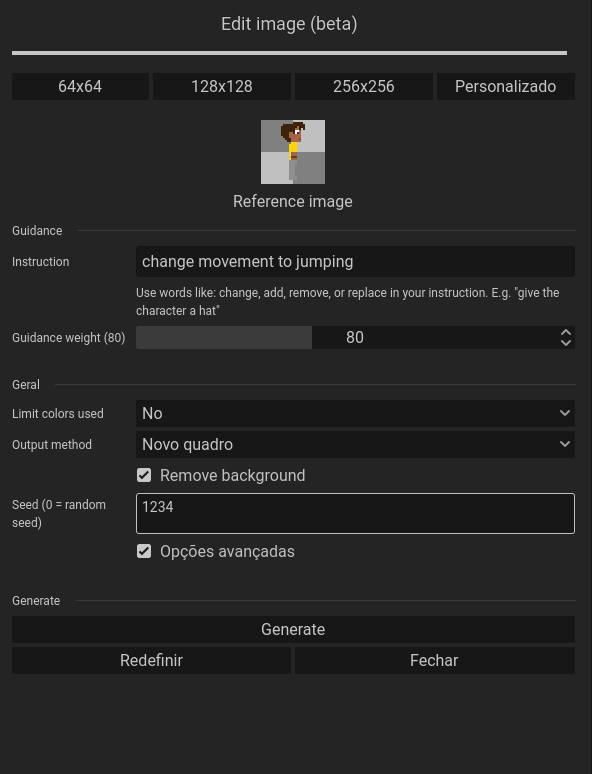 Edit image (beta)
64x64 128x128 256x256 Personalizado
Reference image
Guidance
Instruction change movement to jumping
Use words like: change, add, remove, or replace in your instruction. E.g. "give the
character a hat"
Guidance weight (80) 80
Geral
Limit colors used No
Output method Novo quadro
Remove background
Seed (0 = random
seed)
1234
Opções avançadas
Generate
Generate
Redefinir Fechar